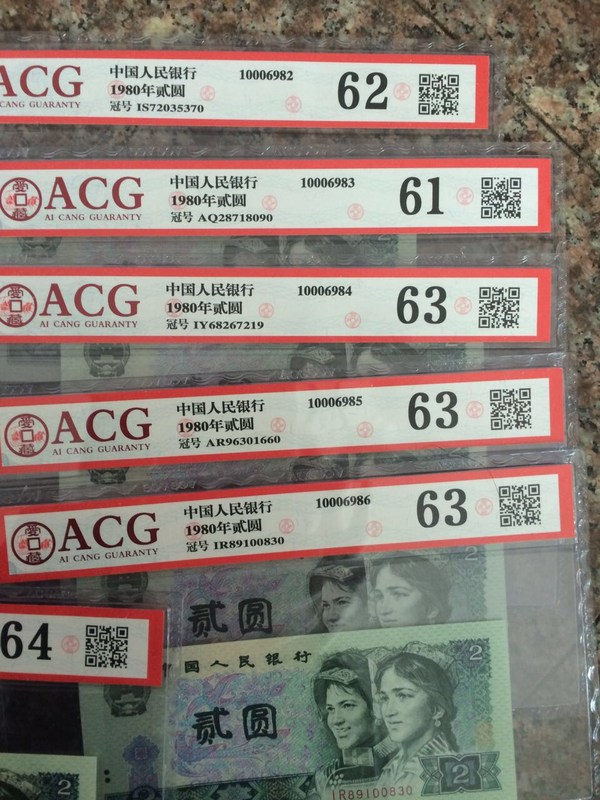 ACG
CANG GUARANTY
中国人民银行
1980年贰圆
冠号 IS72035370
10006982
62
ACG
AI CANG GUARANTY
中国人民银行
1980年贰圆
冠号 AQ28718090
10006983
61
ACG
AI CANG GUARANTY
中国人民银行
1980年贰圆
冠号 IY68267219
10006984
63
ACG
AI CANG GUARANTY
中国人民银行
1980年贰圆
冠号 AR96301660
10006985
63
ACG
AI CANG GUARANTY
中国人民银行
1980年贰圆
冠号 IR89100830
10006986
63
2
贰圆
64
国人民银行
2
贰圆
2
IR89100830
2